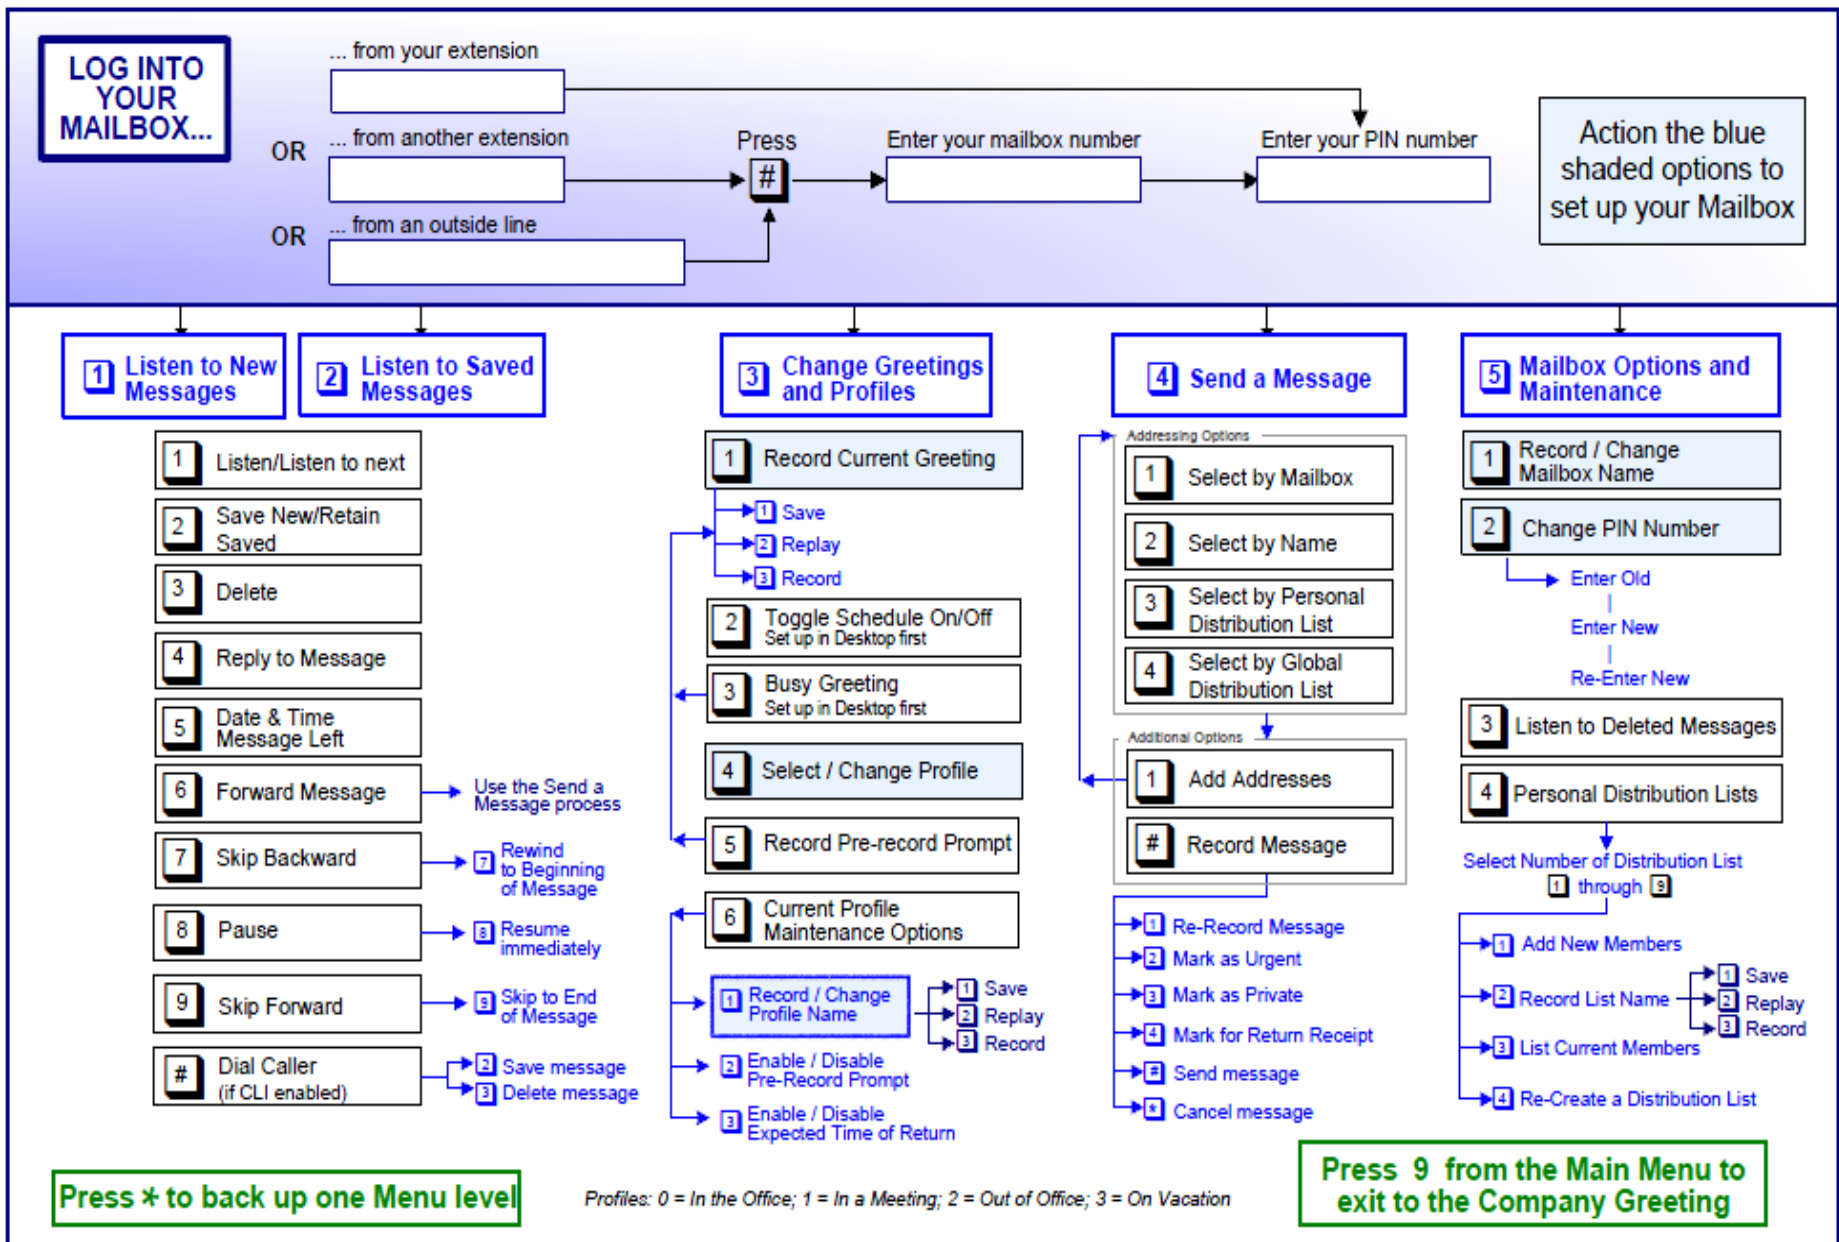 LOG INTO
YOUR
MAILBOX...
... from your extension
OR
... from another extension
OR
... from an outside line
Press
#
Enter your mailbox number
Enter your PIN number
Action the blue
shaded options to
set up your Mailbox
1 Listen to New
Messages
2 Listen to Saved
Messages
3 Change Greetings
and Profiles
4 Send a Message
5 Mailbox Options and
Maintenance
1 Listen/Listen to next
2 Save New/Retain
Saved
3 Delete
4 Reply to Message
5 Date & Time
Message Left
6 Forward Message
Use the Send a
Message process
7 Skip Backward
7 Rewind
to Beginning
of Message
8 Pause
8 Resume
immediately
9 Skip Forward
9 Skip to End
of Message
# Dial Caller
(if CLI enabled)
2 Save message
3 Delete message
1 Record Current Greeting
1 Save
2 Replay
3 Record
2 Toggle Schedule On/Off
Set up in Desktop first
3 Busy Greeting
Set up in Desktop first
4 Select / Change Profile
5 Record Pre-record Prompt
6 Current Profile
Maintenance Options
1 Record / Change
Profile Name
1 Save
2 Replay
3 Record
2 Enable / Disable
Pre-Record Prompt
3 Enable / Disable
Expected Time of Return
Addressing Options
1 Select by Mailbox
2 Select by Name
3 Select by Personal
Distribution List
4 Select by Global
Distribution List
Additional Options
1 Add Addresses
# Record Message
1 Re-Record Message
2 Mark as Urgent
3 Mark as Private
4 Mark for Return Receipt
# Send message
* Cancel message
1 Record / Change
Mailbox Name
2 Change PIN Number
Enter Old
Enter New
Re-Enter New
3 Listen to Deleted Messages
4 Personal Distribution Lists
Select Number of Distribution List
1 through 9
1 Add New Members
2 Record List Name
1 Save
2 Replay
3 Record
3 List Current Members
4 Re-Create a Distribution List
Press * to back up one Menu level
Profiles: 0 = In the Office; 1 = In a Meeting; 2 = Out of Office; 3 = On Vacation
Press 9 from the Main Menu to
exit to the Company Greeting